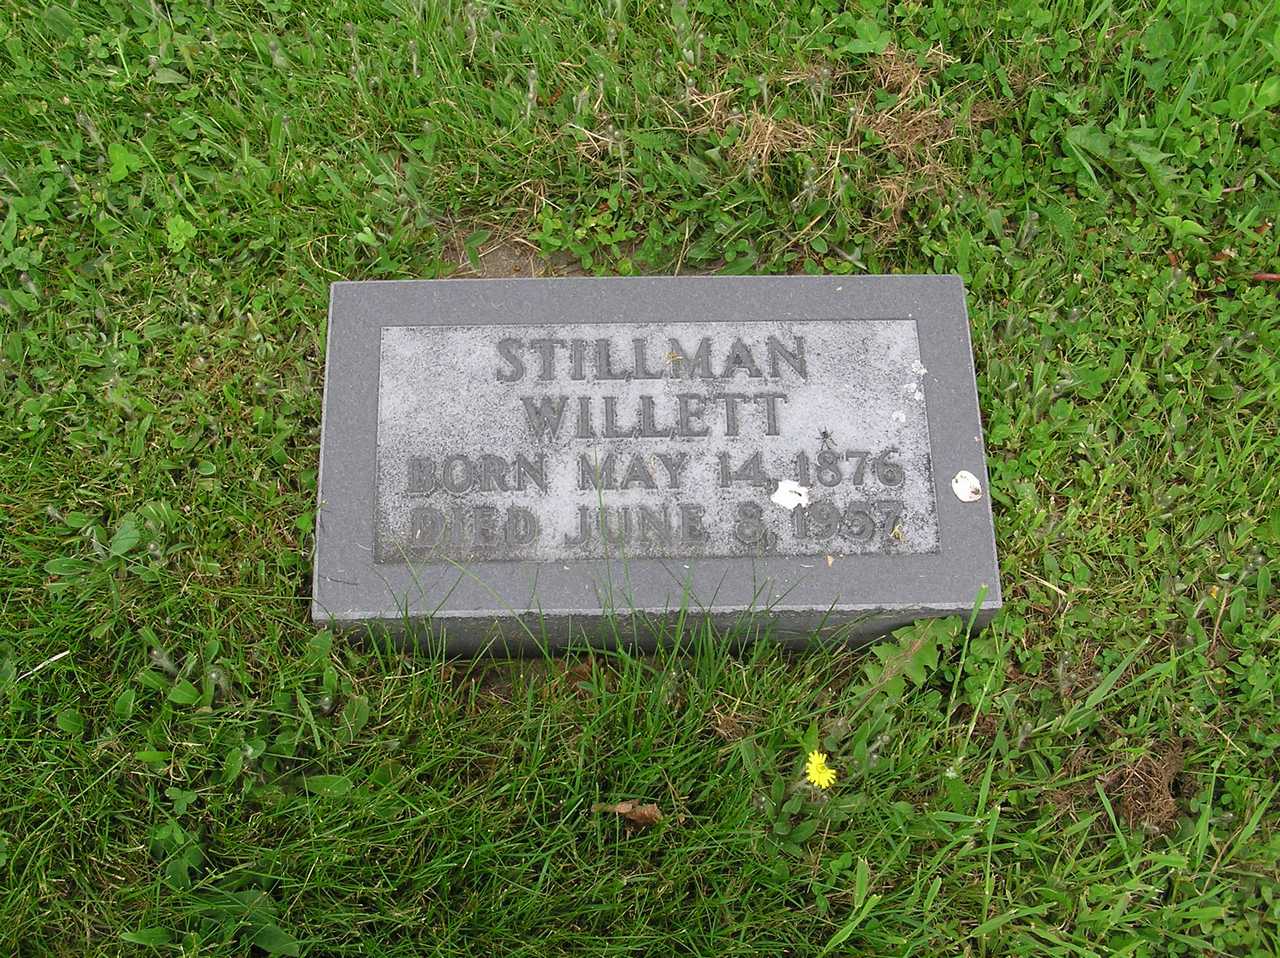 STILLMAN
WILLETT
BORN MAY 14, 1876
DIED JUNE 8, 1957